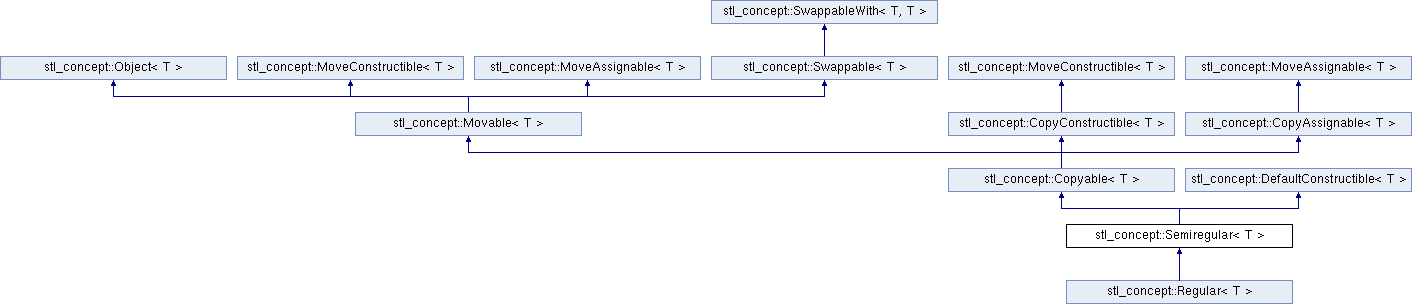 stl_concept::SwappableWith< T, T >
stl_concept::Object< T >
stl_concept::MoveConstructible< T >
stl_concept::MoveAssignable< T >
stl_concept::Swappable< T >
stl_concept::MoveConstructible< T >
stl_concept::MoveAssignable< T >
stl_concept::Movable< T >
stl_concept::CopyConstructible< T >
stl_concept::CopyAssignable< T >
stl_concept::Copyable< T >
stl_concept::DefaultConstructible< T >
stl_concept::Semiregular< T >
stl_concept::Regular< T >